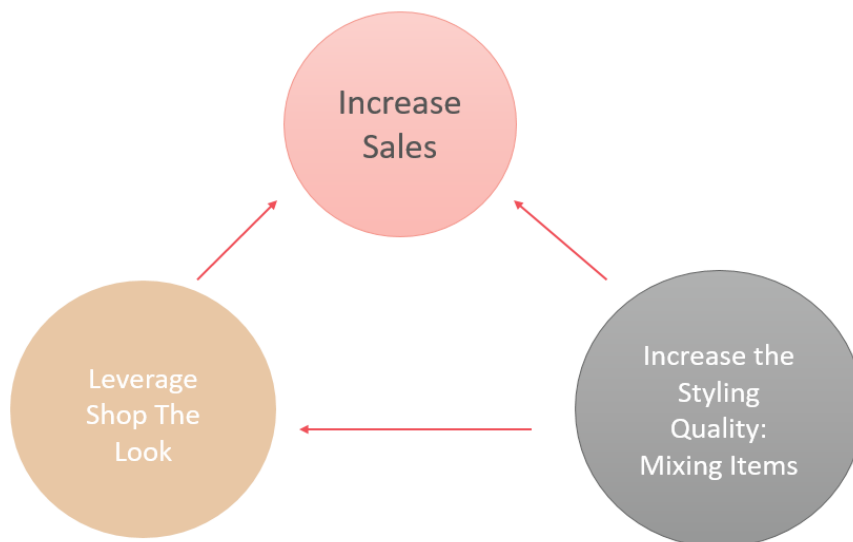 Increase
Sales
Leverage
Shop The
Look
Increase the
Styling
Quality:
Mixing Items